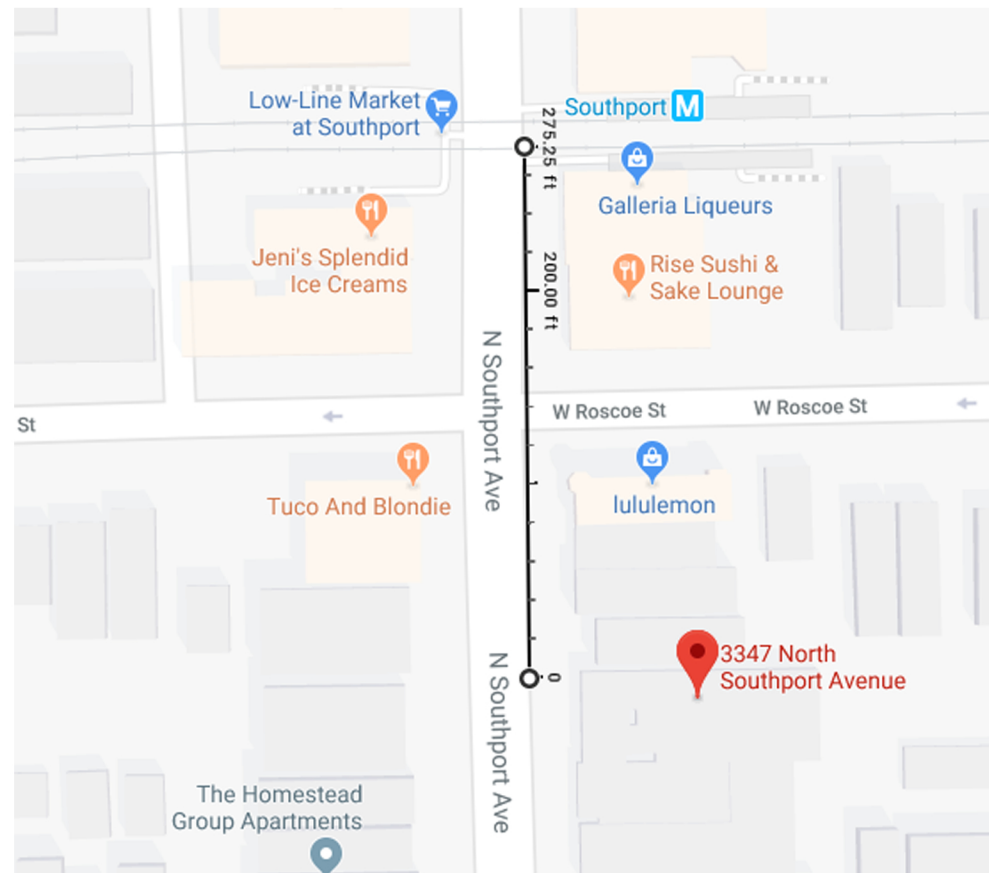 Low-Line Market
at Southport
Southport M
275.25 ft
Galleria Liqueurs
Jeni's Splendid
Ice Creams
200.00 ft
Rise Sushi &
Sake Lounge
N Southport Ave
St
W Roscoe St
W Roscoe St
Tuco And Blondie
lululemon
3347 North
Southport Avenue
0
N Southport Ave
The Homestead
Group Apartments